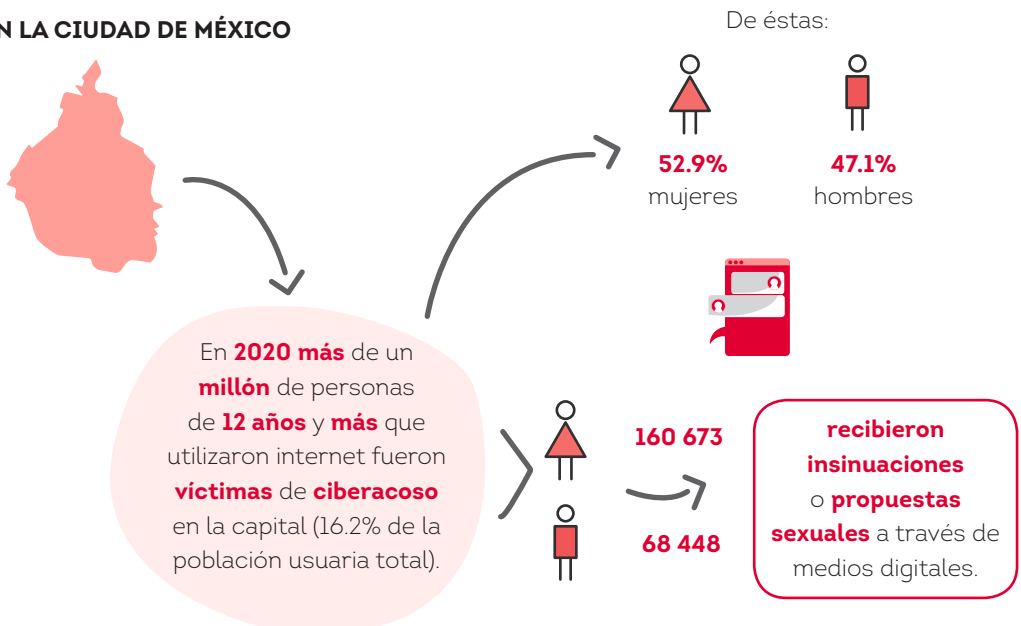 N LA CIUDAD DE MÉXICO
De éstas:
52.9%
mujeres
47.1%
hombres
En 2020 más de un
millón de personas
de 12 años y más que
utilizaron internet fueron
víctimas de ciberacoso
en la capital (16.2% de la
población usuaria total).
160 673
68 448
recibieron
insinuaciones
o propuestas
sexuales a través de
medios digitales.